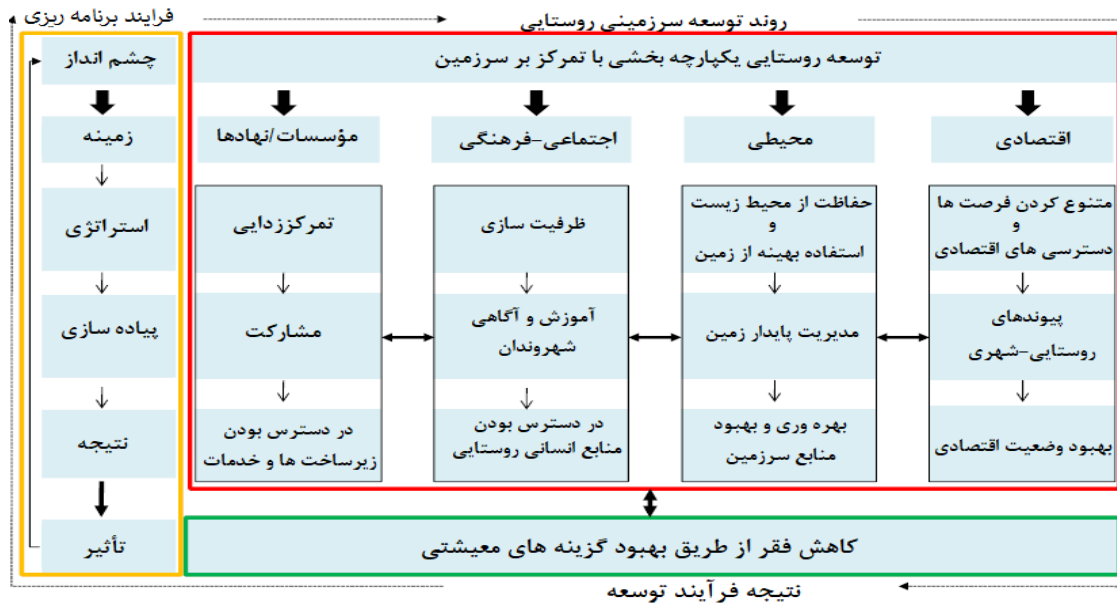 روند توسعه سرزمینی روستایی
فرایند برنامه ریزی
توسعه روستایی یکپارچه بخشی با تمرکز بر سرزمین
چشم انداز
اقتصادی
محیطی
اجتماعی-فرهنگی
مؤسسات/نهادها
زمینه
متنوع کردن فرصت ها
و
دسترسی های اقتصادی
حفاظت از محیط زیست
و
استفاده بهینه از زمین
ظرفیت سازی
تمرکززدایی
استراتژی
پیوندهای
روستایی-شهری
مدیریت پایدار زمین
آموزش و آگاهی
شهروندان
مشارکت
پیاده سازی
بهبود وضعیت اقتصادی
بهره وری و بهبود
منابع سرزمین
در دسترس بودن
منابع انسانی روستایی
در دسترس بودن
زیرساخت ها و خدمات
نتیجه
کاهش فقر از طریق بهبود گزینه های معیشتی
تأثیر
نتیجه فرآیند توسعه